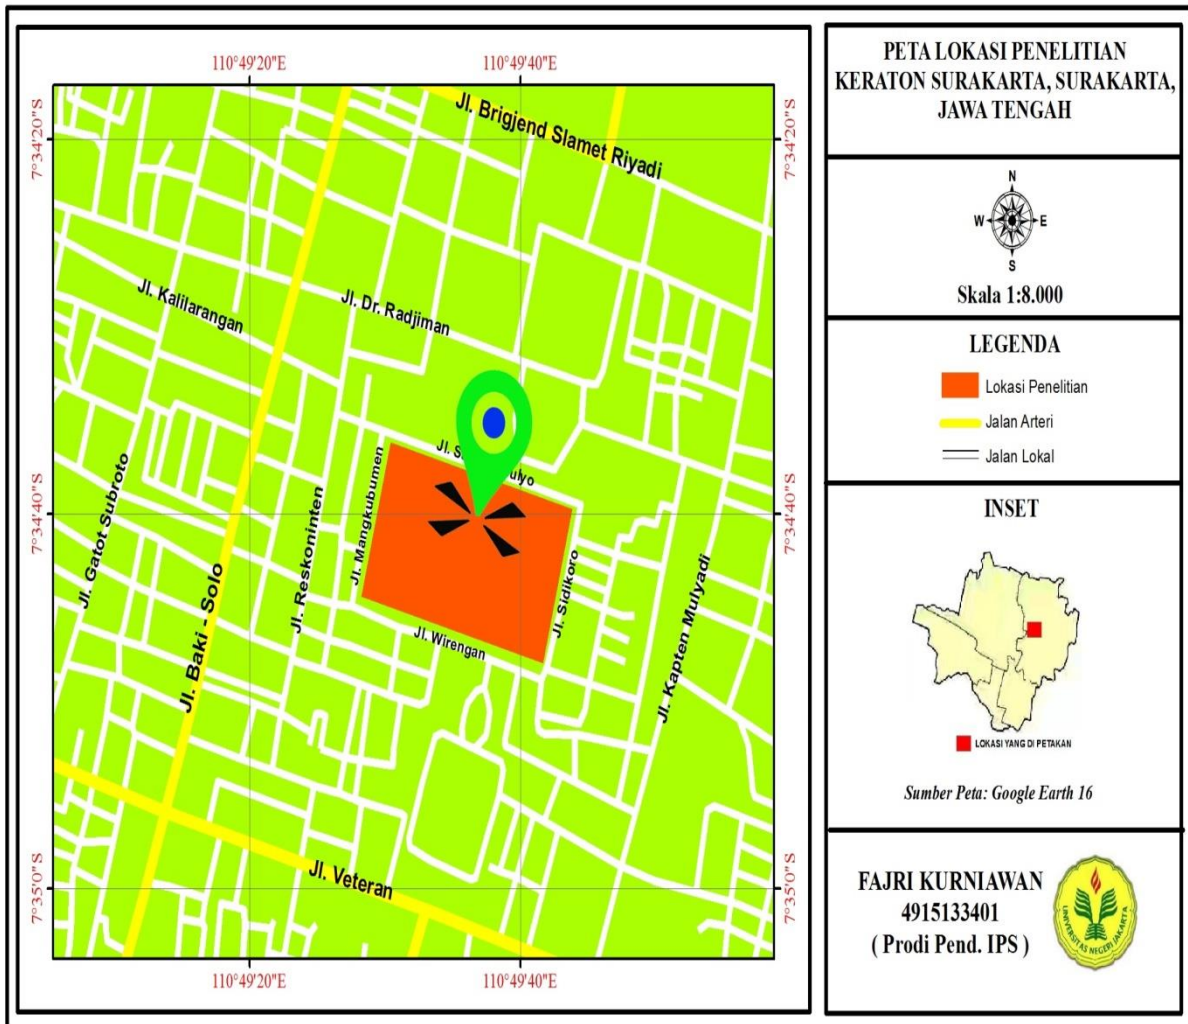 110°49'20"E
110°49'40"E
7°34'20"S
7°34'20"S
Jl. Brigjend Slamet Riyadi
Jl. Kalilarangan
Jl. Dr. Radjiman
Jl. Mangkubumen
Jl. S
ulyo
Jl. Gatot Subroto
Jl. Reskoninten
7°34'40"S
7°34'40"S
Jl. Baki - Solo
Jl. Sidikoro
Jl. Kapten Mulyadi
Jl. Wirengan
Jl. Veteran
7°35'0"S
7°35'0"S
110°49'20"E
110°49'40"E
PETA LOKASI PENELITIAN
KERATON SURAKARTA, SURAKARTA,
JAWA TENGAH
N
W E
S
Skala 1:8.000
LEGENDA
Lokasi Penelitian
Jalan Arteri
Jalan Lokal
INSET
LOKASI YANG DI PETAKAN
Sumber Peta: Google Earth 16
FAJRI KURNIAWAN
4915133401
( Prodi Pend. IPS )
UNIVERSITAS NEGERI JAKARTA